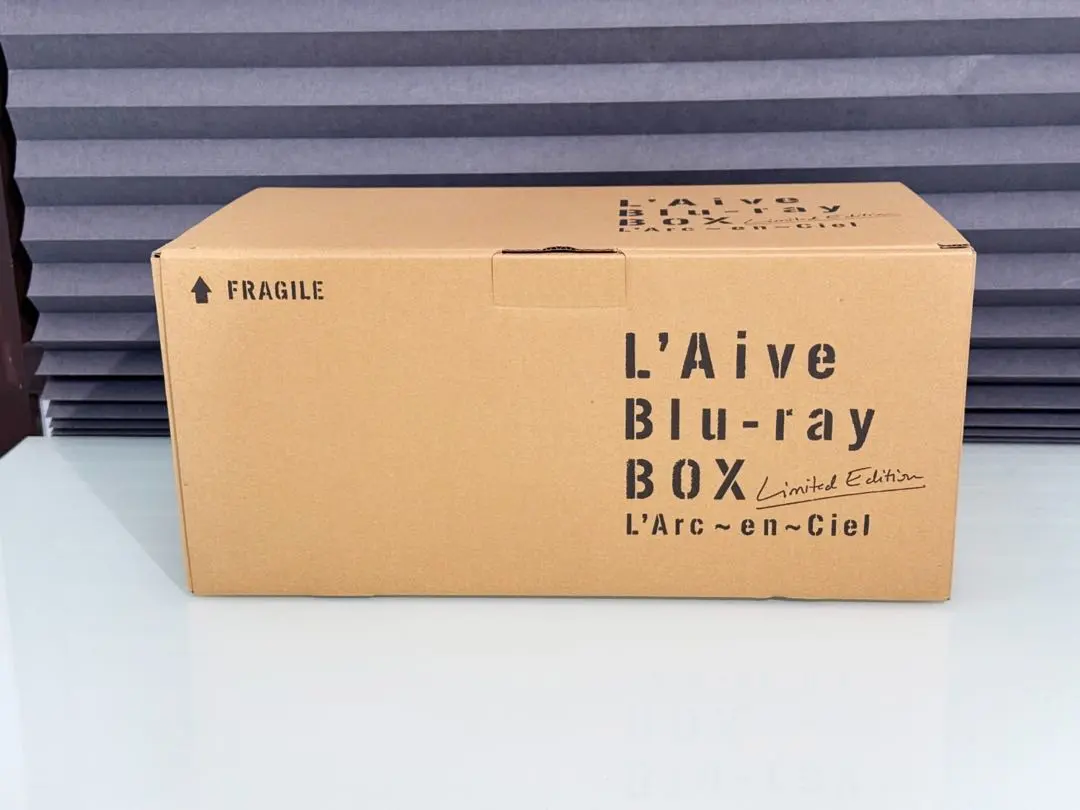 L'Aive
Blu-ray
BOX Limited Edition
L'Arc~en~Ciel
FRAGILE
L'Aive
Blu-ray
BOX Limited Edition
L'Arc~en~Ciel